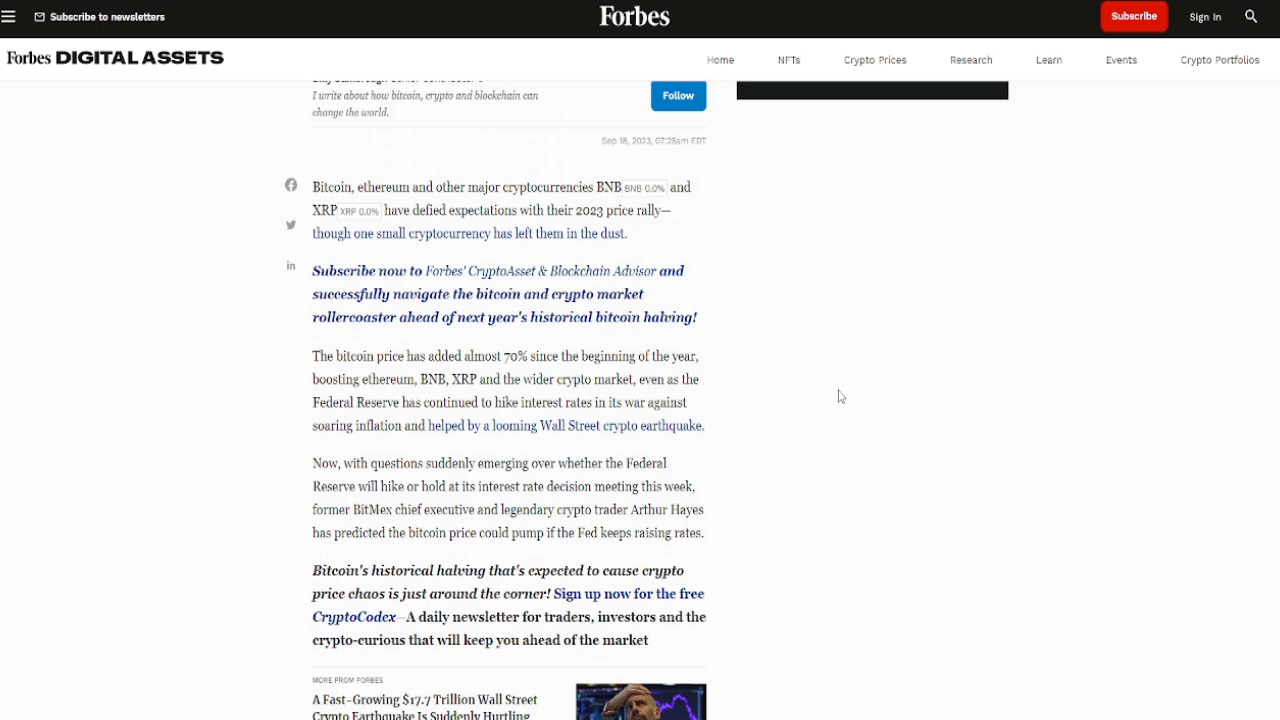 Subscribe to newsletters
Forbes
Subscribe
Sign In
Forbes DIGITAL ASSETS
Home
NFTs
Crypto Prices
Research
Learn
Events
Crypto Portfolios
I write about how bitcoin, crypto and blockchain can
change the world.
Follow
Sep 18, 2023, 07:25am EDT
Bitcoin, ethereum and other major cryptocurrencies BNB BNB 0.0% and
XRP XRP 0.0% have defied expectations with their 2023 price rally—
though one small cryptocurrency has left them in the dust.
Subscribe now to Forbes' CryptoAsset & Blockchain Advisor and
successfully navigate the bitcoin and crypto market
rollercoaster ahead of next year's historical bitcoin halving!
The bitcoin price has added almost 70% since the beginning of the year,
boosting ethereum, BNB, XRP and the wider crypto market, even as the
Federal Reserve has continued to hike interest rates in its war against
soaring inflation and helped by a looming Wall Street crypto earthquake.
Now, with questions suddenly emerging over whether the Federal
Reserve will hike or hold at its interest rate decision meeting this week,
former BitMex chief executive and legendary crypto trader Arthur Hayes
has predicted the bitcoin price could pump if the Fed keeps raising rates.
Bitcoin's historical halving that's expected to cause crypto
price chaos is just around the corner! Sign up now for the free
CryptoCodex—A daily newsletter for traders, investors and the
crypto-curious that will keep you ahead of the market
MORE FROM FORBES
A Fast-Growing $17.7 Trillion Wall Street
Crypto Earthquake Is Suddenly Hurtling